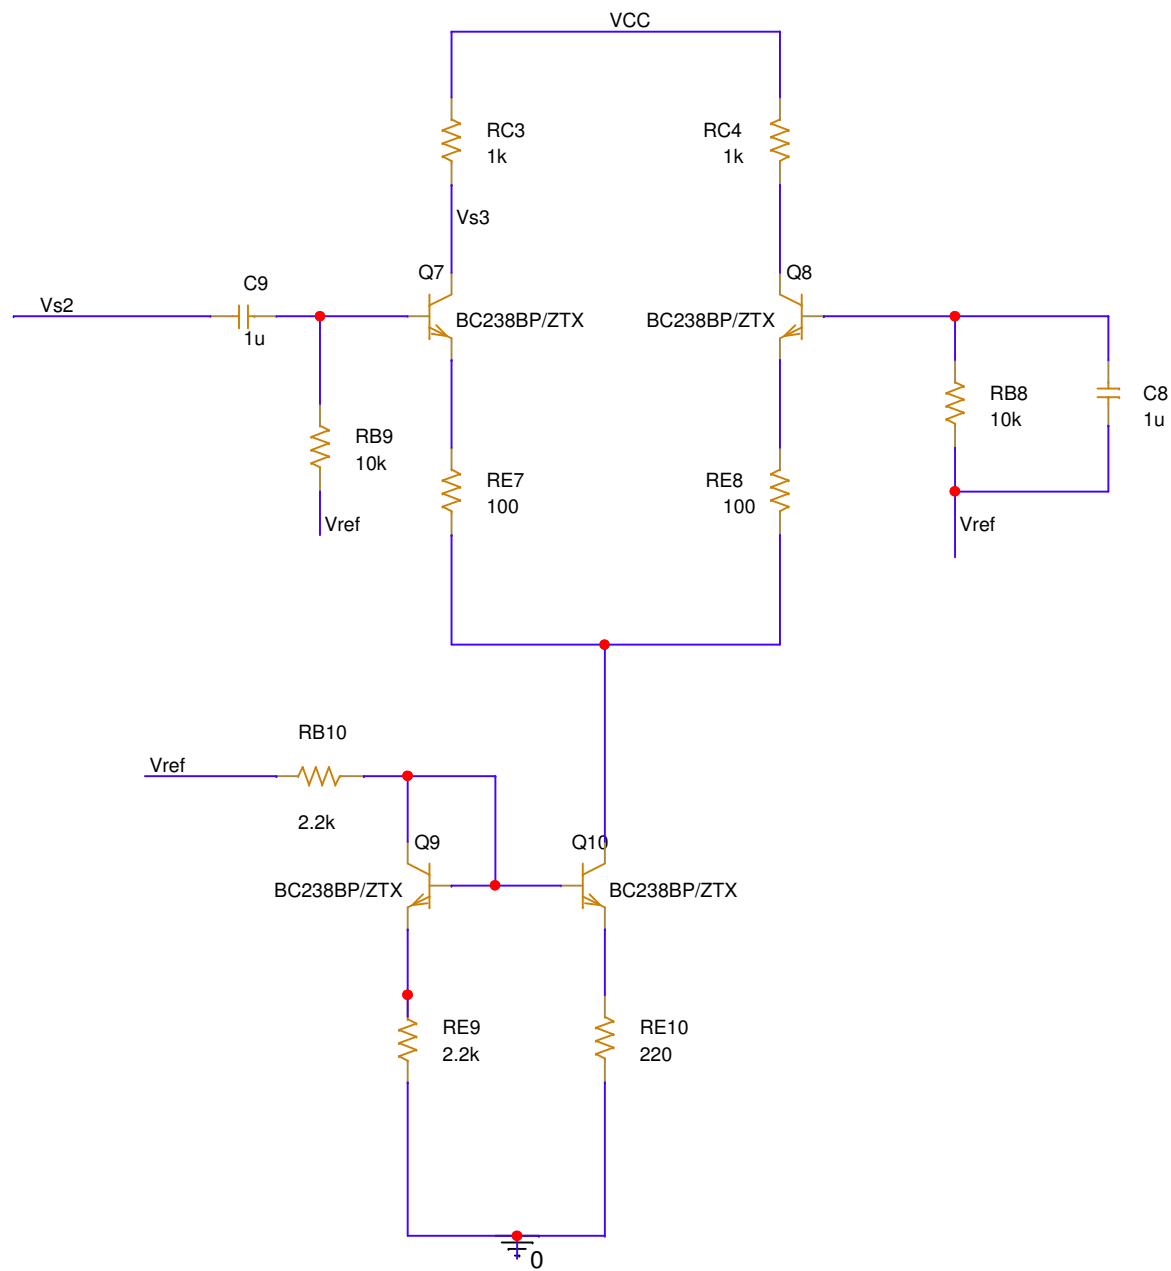 VCC
RC3
1k
RC4
1k
Vs3
Q7
Q8
C9
Vs2
1u
BC238BP/ZTX
BC238BP/ZTX
RB8
10k
C8
1u
RB9
10k
RE7
100
RE8
100
Vref
Vref
RB10
Vref
2.2k
Q9
Q10
BC238BP/ZTX
BC238BP/ZTX
RE9
2.2k
RE10
220
0